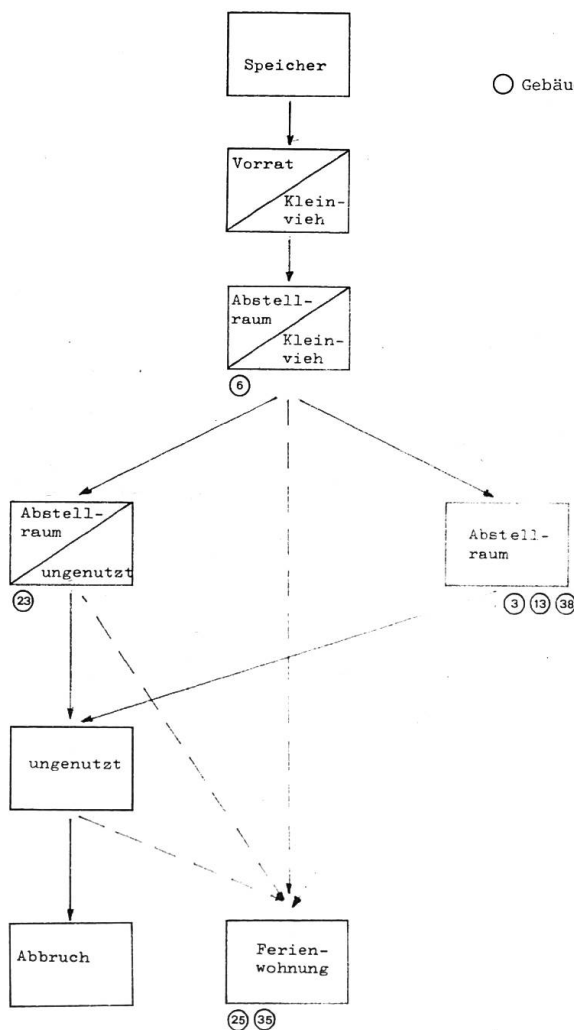 Speicher
Gebäu
Vorrat
Klein-
vieh
Abstell-
raum
Klein-
vieh
6
Abstell-
raum
ungenutzt
23
Abstell-
raum
3 13 38
ungenutzt
Abbruch
Ferien-
wohnung
25 35